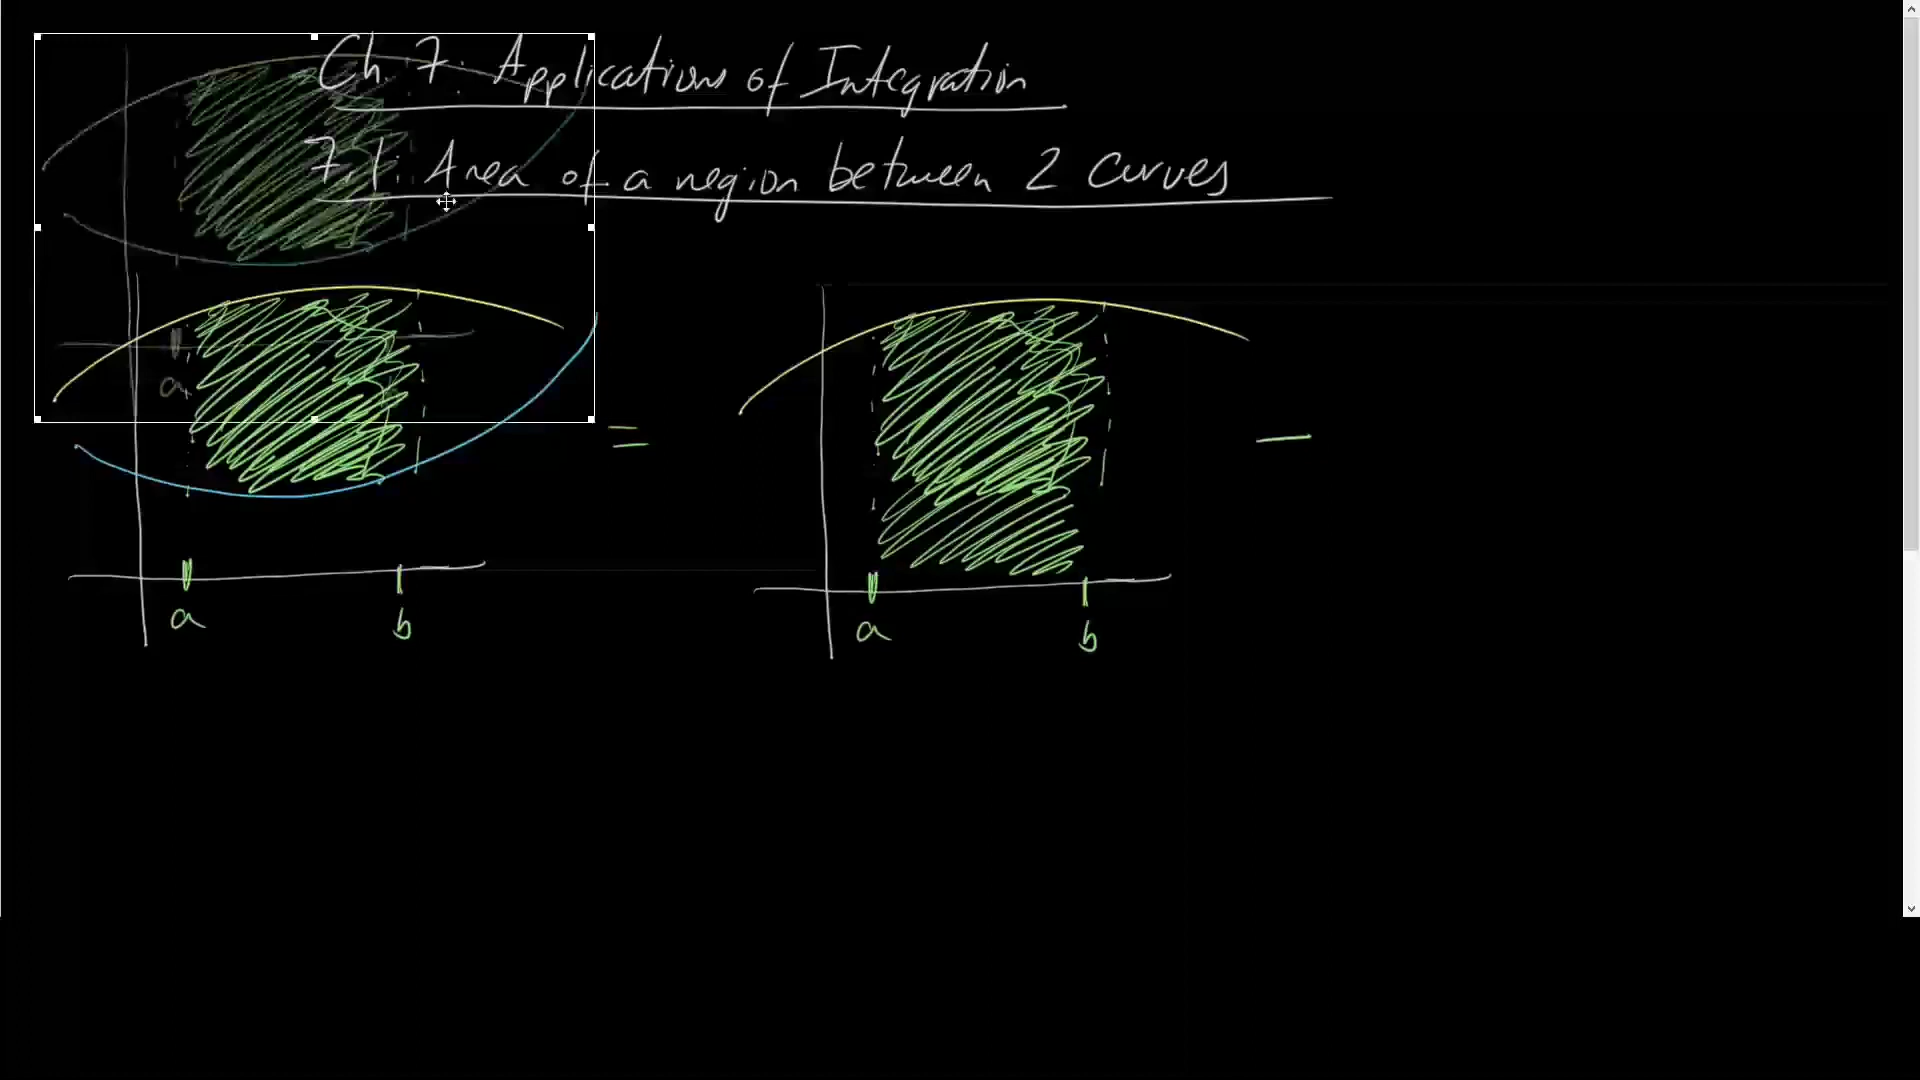 Ch. 7: Applications of Integration
7.1: Area of a region between 2 curves
a
= 
−
a b
a b